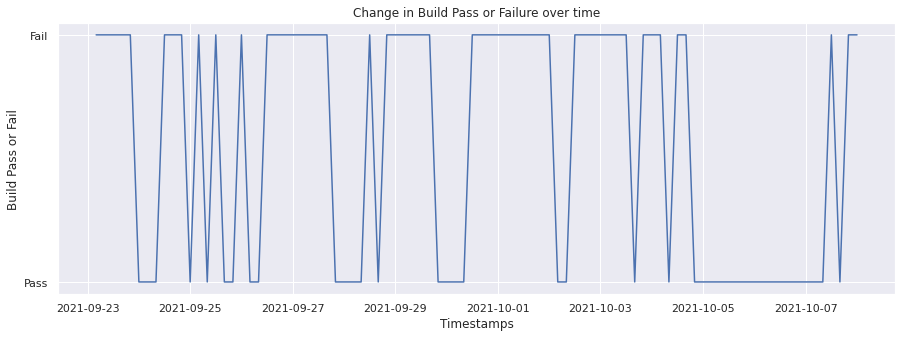 Change in Build Pass or Failure over time
Fail
Build Pass or Fail
Pass
2021-09-23 2021-09-25 2021-09-27 2021-09-29 2021-10-01 2021-10-03 2021-10-05 2021-10-07
Timestamps